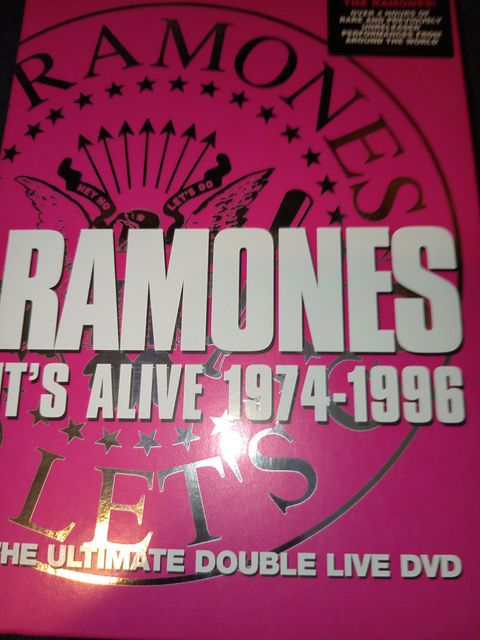 THE RAMONES!
OVER 4 HOURS OF
RARE AND PREVIOUSLY
UNRELEASED
PERFORMANCES FROM
AROUND THE WORLD
RAMONES
HEY HO
LET'S GO
RAMONES
IT'S ALIVE 1974-1996
LET'S
THE ULTIMATE DOUBLE LIVE DVD